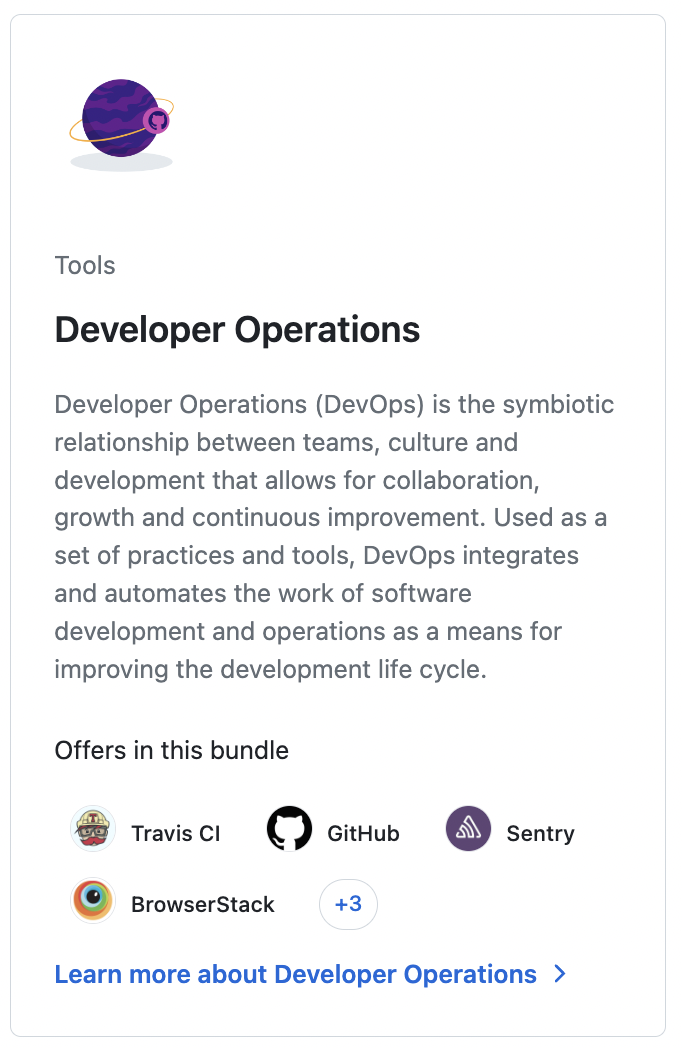 Tools
Developer Operations
Developer Operations (DevOps) is the symbiotic
relationship between teams, culture and
development that allows for collaboration,
growth and continuous improvement. Used as a
set of practices and tools, DevOps integrates
and automates the work of software
development and operations as a means for
improving the development life cycle.
Offers in this bundle
Travis CI GitHub Sentry
BrowserStack +3
Learn more about Developer Operations